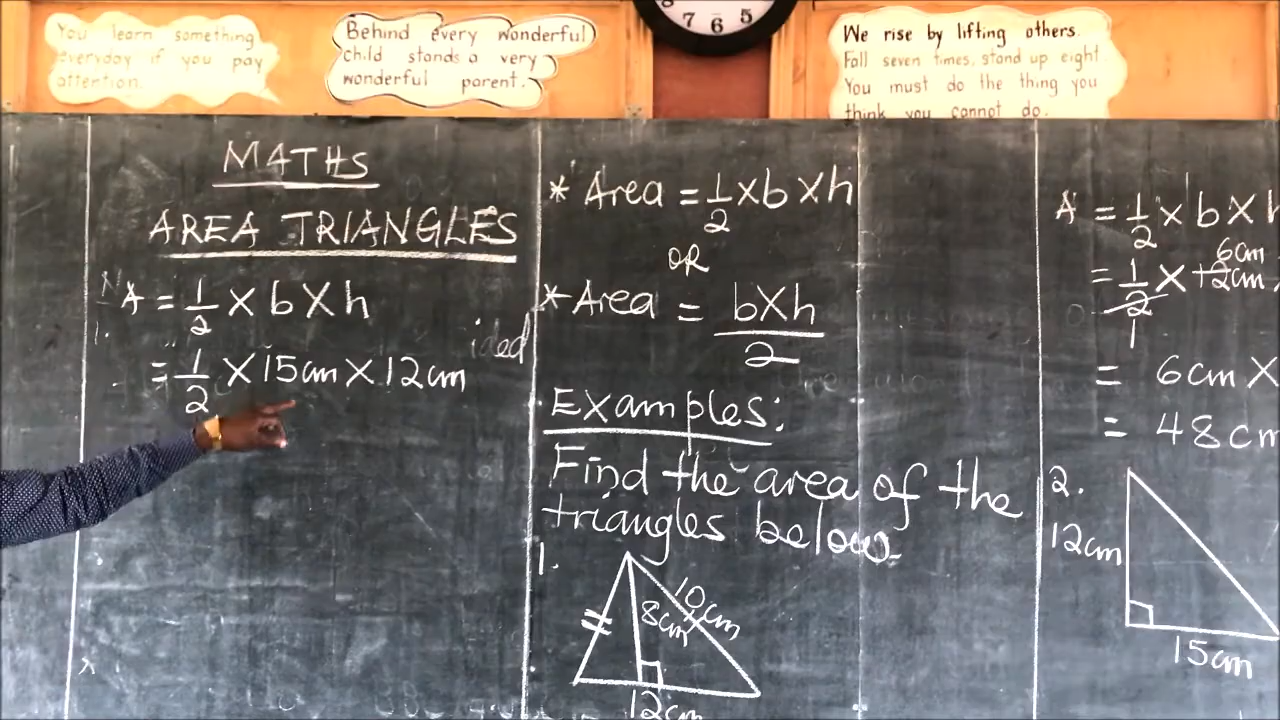 You learn something
everyday if you pay
attention.
Behind every wonderful
child stands a very
wonderful parent.
8 7 6 5
We rise by lifting others.
Fall seven times, stand up eight.
You must do the thing you
think you cannot do.
MATHS
AREA TRIANGLES
A = 1/2 × b × h
1.
= 1/2 × 15cm × 12cm
ided
* Area = 1/2 × b × h
OR
* Area = b×h/2
Examples:
Find the area of the
triangles below.
1.
10cm
8cm
12cm
A = 1/2 × b × h
6cm
= 1/2 × 12cm ×
1
= 6cm ×
= 48cm
2.
12cm
15cm